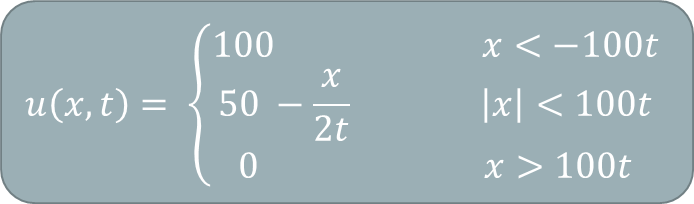 u(x, t) = { 100 x < −100t
50 − x/2t |x| < 100t
0 x > 100t